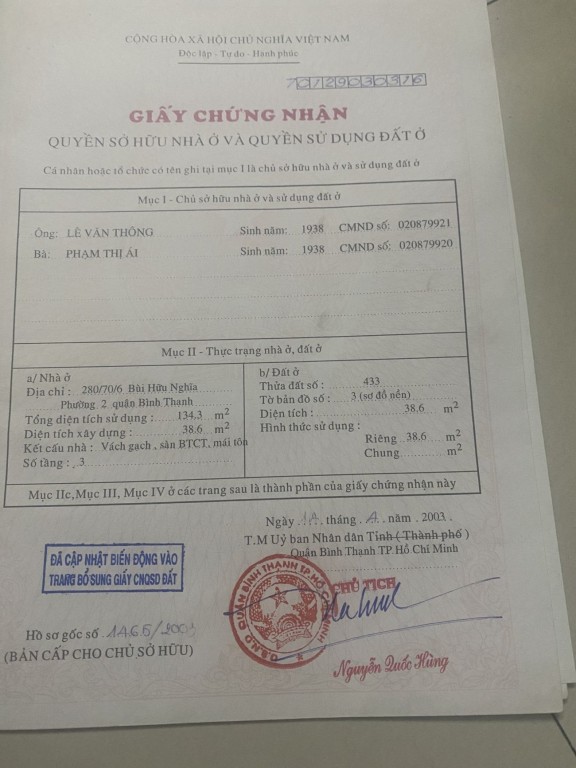 CỘNG HÒA XÃ HỘI CHỦ NGHĨA VIỆT NAM
Độc lập - Tự do - Hạnh phúc
GIẤY CHỨNG NHẬN
QUYỀN SỞ HỮU NHÀ Ở VÀ QUYỀN SỬ DỤNG ĐẤT Ở
Cá nhân hoặc tổ chức có tên ghi tại mục I là chủ sở hữu nhà ở và sử dụng đất ở
Mục I - Chủ sở hữu nhà ở và sử dụng đất ở
Ông: LÊ VĂN THÔNG Sinh năm: 1938 CMND số: 020879921
Bà: PHẠM THỊ ÁI Sinh năm: 1938 CMND số: 020879920
Mục II - Thực trạng nhà ở, đất ở
a/ Nhà ở
Địa chỉ : 280/70/6 Bùi Hữu Nghĩa
Phường 2 quận Bình Thạnh
Tổng diện tích sử dụng : 134.3 m²
Diện tích xây dựng : 38.6 m²
Kết cấu nhà : Vách gạch , sàn BTCT, mái tôn
Số tầng : 3
b/ Đất ở
Thửa đất số : 433
Tờ bản đồ số : 3 (sơ đồ nền)
Diện tích : 38.6 m²
Hình thức sử dụng :
Riêng 38.6 m²
Chung m²
Mục IIc,Mục III, Mục IV ở các trang sau là thành phần của giấy chứng nhận này
Ngày tháng năm 2003
T.M Uỷ ban Nhân dân Tỉnh ( Thành phố )
Quận Bình Thạnh TP.Hồ Chí Minh
CHỦ TỊCH
Nguyễn Quốc Hùng
U.B.N.D QUẬN BÌNH THẠNH T.P. HỒ CHÍ MINH
ĐÃ CẬP NHẬT BIẾN ĐỘNG VÀO
TRANG BỔ SUNG GIẤY CNQSD ĐẤT
Hồ sơ gốc số
(BẢN CẤP CHO CHỦ SỞ HỮU)